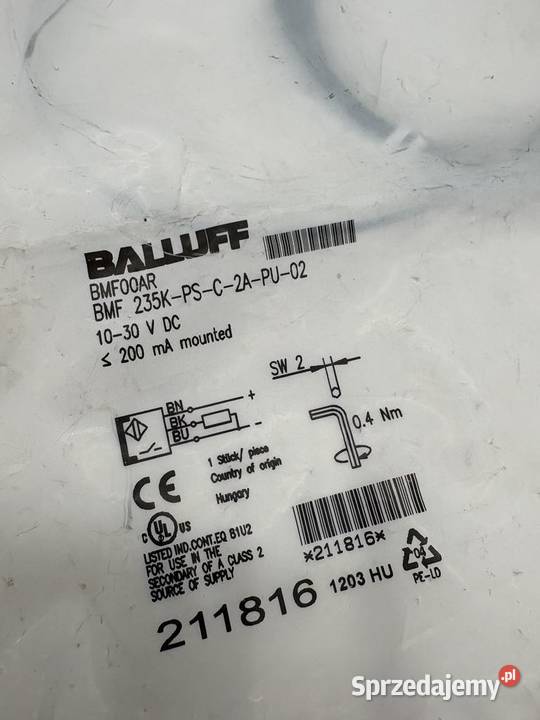 BALLUFF
BMF00AR
BMF 235K-PS-C-2A-PU-02
10-30 V DC
≤ 200 mA mounted
SW 2
BN
+
BK
BU
-
0.4 Nm
1 Stück/ piece
Country of origin
Hungary
CE
C UL US
LISTED IND.CONT.EQ 81U2
FOR USE IN THE
SECONDARY OF A CLASS 2
SOURCE OF SUPPLY
*211816*
04
PE-LD
211816 1203 HU
Sprzedajemy.pl